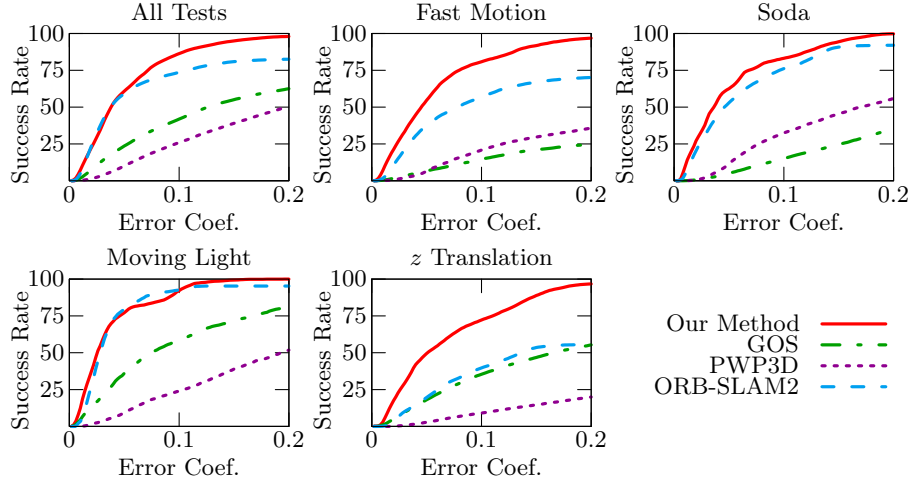 All Tests
Fast Motion
Soda
Success Rate
100
75
50
25
0
0.1
0.2
Error Coef.
Success Rate
100
75
50
25
0
0.1
0.2
Error Coef.
Success Rate
100
75
50
25
0
0.1
0.2
Error Coef.
Moving Light
z Translation
Success Rate
100
75
50
25
0
0.1
0.2
Error Coef.
Success Rate
100
75
50
25
0
0.1
0.2
Error Coef.
Our Method
GOS
PWP3D
ORB-SLAM2